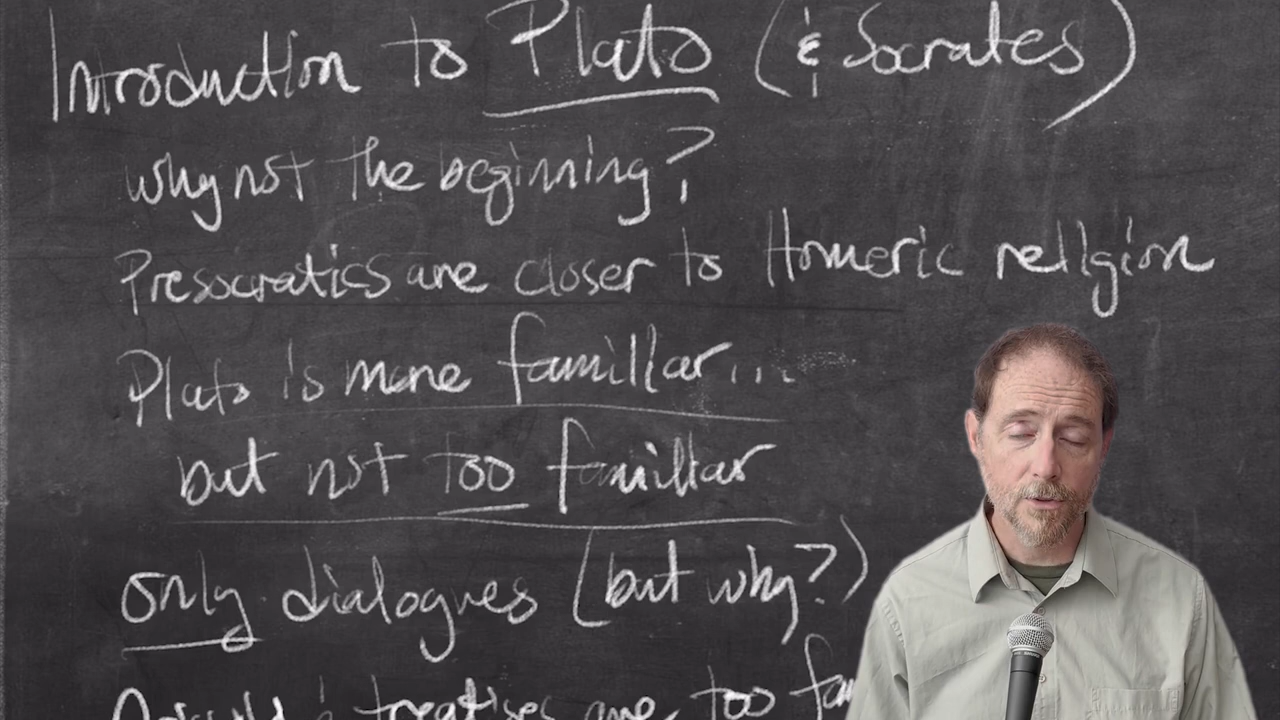 Introduction to Plato (& Socrates)
why not the beginning?
Presocratics are closer to Homeric religion
Plato is more familiar...
but not too familiar
only dialogues (but why?)
treatises are too